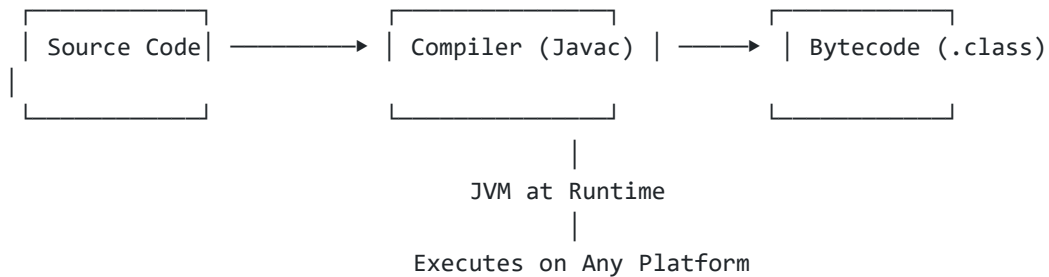 Source Code Compiler (Javac) Bytecode (.class)
JVM at Runtime
Executes on Any Platform